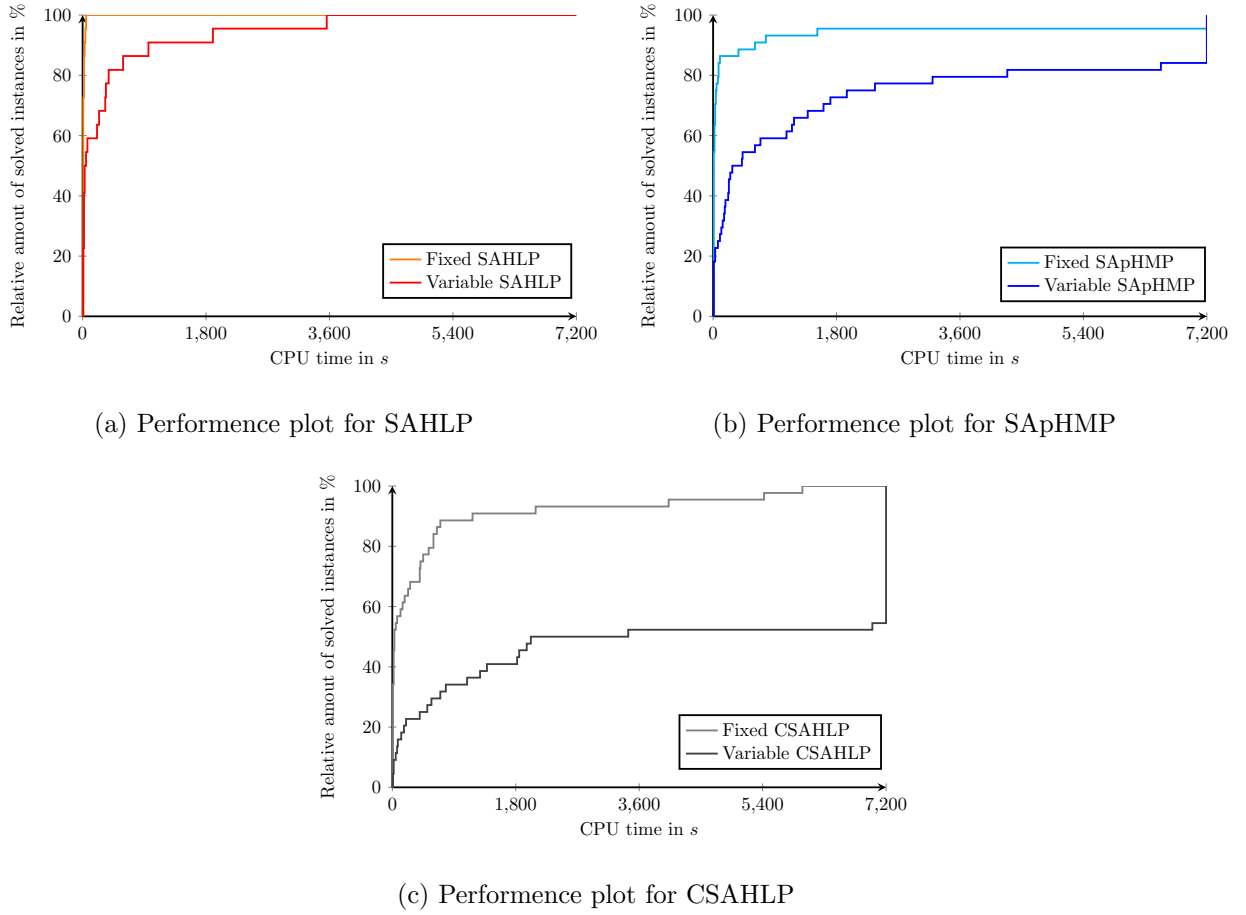 Relative amout of solved instances in %
100
80
60
40
20
0
0 1,800 3,600 5,400 7,200
CPU time in s
Fixed SAHLP
Variable SAHLP
(a) Performence plot for SAHLP
Relative amout of solved instances in %
100
80
60
40
20
0
0 1,800 3,600 5,400 7,200
CPU time in s
Fixed SApHMP
Variable SApHMP
(b) Performence plot for SApHMP
Relative amout of solved instances in %
100
80
60
40
20
0
0 1,800 3,600 5,400 7,200
CPU time in s
Fixed CSAHLP
Variable CSAHLP
(c) Performence plot for CSAHLP